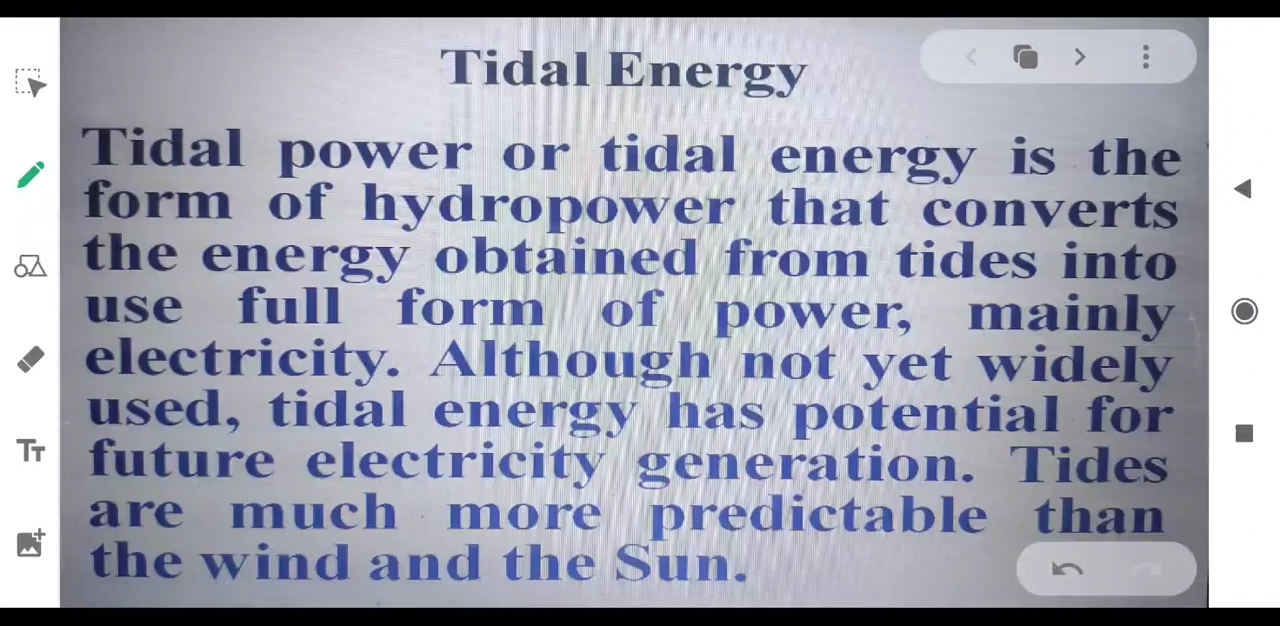 Tidal Energy
Tidal power or tidal energy is the
form of hydropower that converts
the energy obtained from tides into
use full form of power, mainly
electricity. Although not yet widely
used, tidal energy has potential for
future electricity generation. Tides
are much more predictable than
the wind and the Sun.
TT